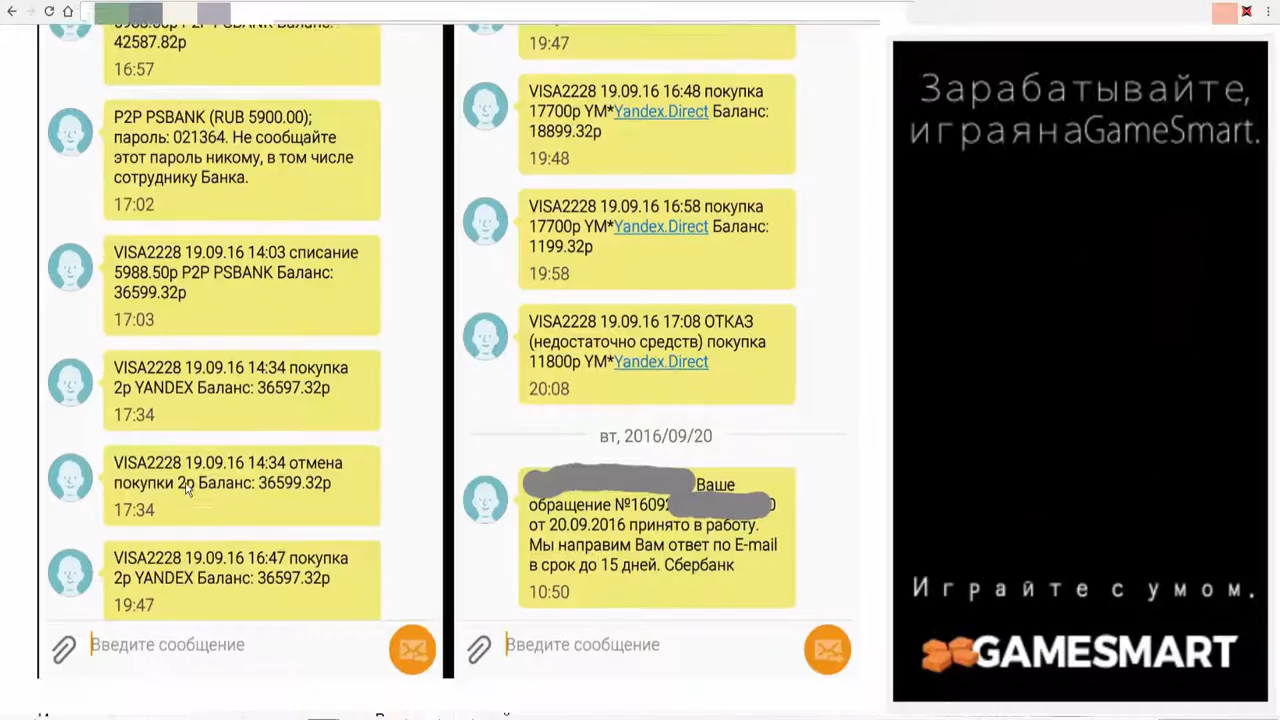 42587.82р
16:57
P2P PSBANK (RUB 5900.00);
пароль: 021364. Не сообщайте
этот пароль никому, в том числе
сотруднику Банка.
17:02
VISA2228 19.09.16 14:03 списание
5988.50р P2P PSBANK Баланс:
36599.32р
17:03
VISA2228 19.09.16 14:34 покупка
2р YANDEX Баланс: 36597.32р
17:34
VISA2228 19.09.16 14:34 отмена
покупки 2р Баланс: 36599.32р
17:34
VISA2228 19.09.16 16:47 покупка
2р YANDEX Баланс: 36597.32р
19:47
Введите сообщение
19:47
VISA2228 19.09.16 16:48 покупка
17700р YM*Yandex.Direct Баланс:
18899.32р
19:48
VISA2228 19.09.16 16:58 покупка
17700р YM*Yandex.Direct Баланс:
1199.32р
19:58
VISA2228 19.09.16 17:08 ОТКАЗ
(недостаточно средств) покупка
11800р YM*Yandex.Direct
20:08
вт, 2016/09/20
Ваше
обращение №1609 0
от 20.09.2016 принято в работу.
Мы направим Вам ответ по E-mail
в срок до 15 дней. Сбербанк
10:50
Введите сообщение
Зарабатывайте,
играянаGameSmart.
Играйте с умом.
GAMESMART